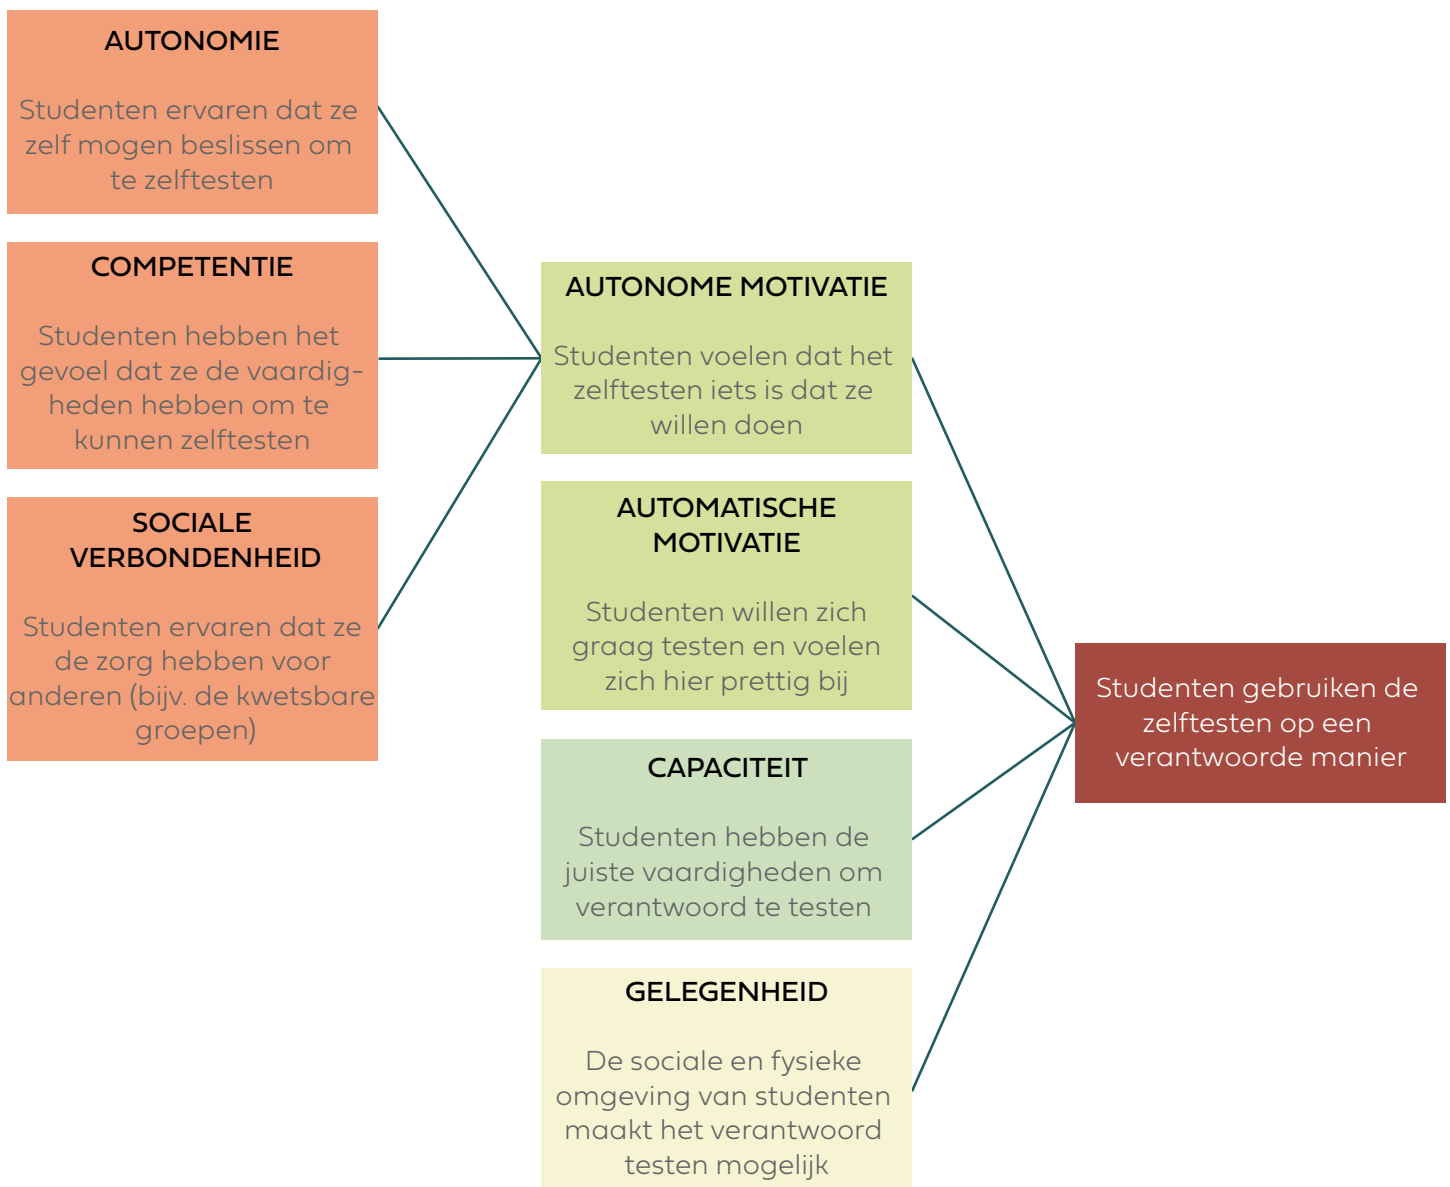 AUTONOMIE
Studenten ervaren dat ze
zelf mogen beslissen om
te zelftesten
COMPETENTIE
Studenten hebben het
gevoel dat ze de vaardig-
heden hebben om te
kunnen zelftesten
SOCIALE
VERBONDENHEID
Studenten ervaren dat ze
de zorg hebben voor
anderen (bijv. de kwetsbare
groepen)
AUTONOME MOTIVATIE
Studenten voelen dat het
zelftesten iets is dat ze
willen doen
AUTOMATISCHE
MOTIVATIE
Studenten willen zich
graag testen en voelen
zich hier prettig bij
CAPACITEIT
Studenten hebben de
juiste vaardigheden om
verantwoord te testen
GELEGENHEID
De sociale en fysieke
omgeving van studenten
maakt het verantwoord
testen mogelijk
Studenten gebruiken de
zelftesten op een
verantwoorde manier